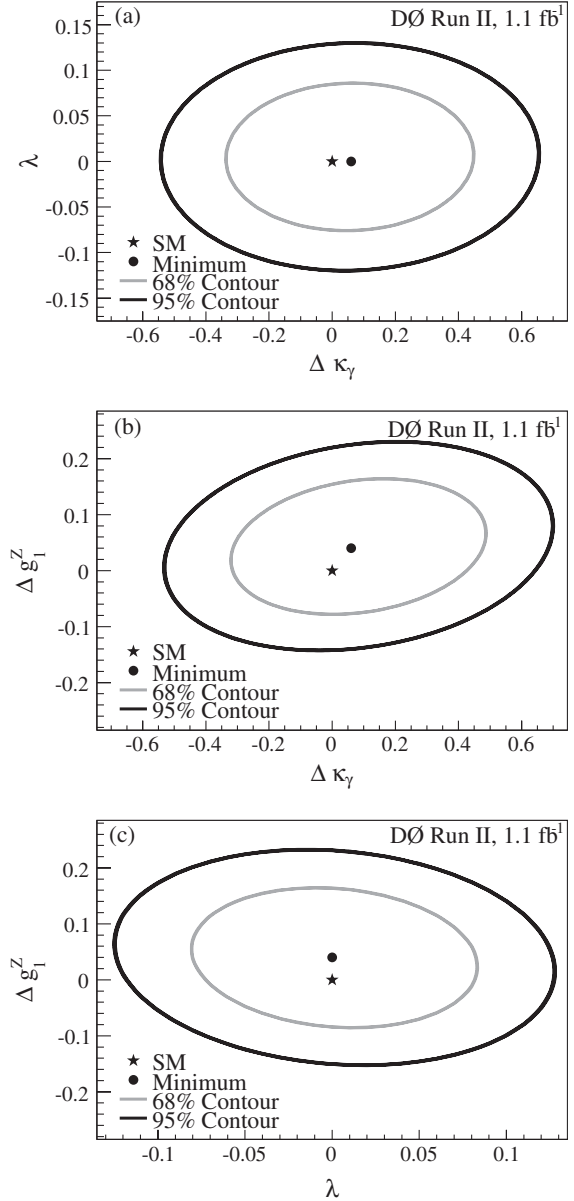 (a) DØ Run II, 1.1 fb⁻¹
0.15
0.1
0.05
0
-0.05
-0.1
-0.15
λ
★ SM
● Minimum
68% Contour
95% Contour
-0.6 -0.4 -0.2 0 0.2 0.4 0.6
Δ κγ
(b) DØ Run II, 1.1 fb⁻¹
0.2
0.1
0
-0.1
-0.2
Δ g₁ᶻ
★ SM
● Minimum
68% Contour
95% Contour
-0.6 -0.4 -0.2 0 0.2 0.4 0.6
Δ κγ
(c) DØ Run II, 1.1 fb⁻¹
0.2
0.1
0
-0.1
-0.2
Δ g₁ᶻ
★ SM
● Minimum
68% Contour
95% Contour
-0.1 -0.05 0 0.05 0.1
λ